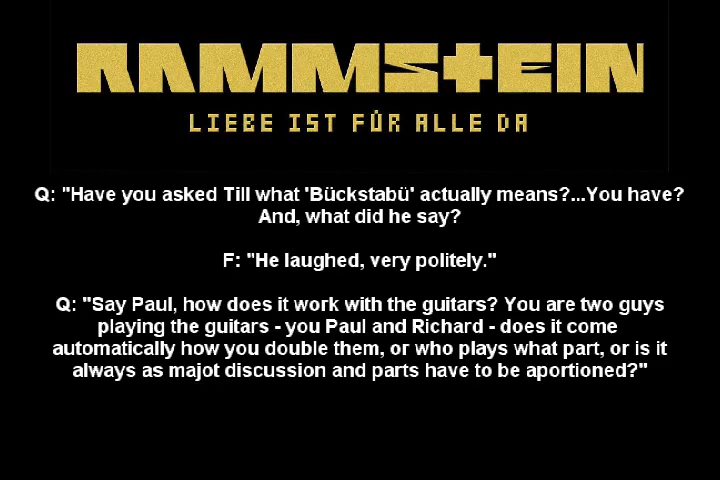 RAMMSTEIN
LIEBE IST FÜR ALLE DA
Q: "Have you asked Till what 'Bückstabü' actually means?...You have?
And, what did he say?
F: "He laughed, very politely."
Q: "Say Paul, how does it work with the guitars? You are two guys
playing the guitars - you Paul and Richard - does it come
automatically how you double them, or who plays what part, or is it
always as majot discussion and parts have to be aportioned?"